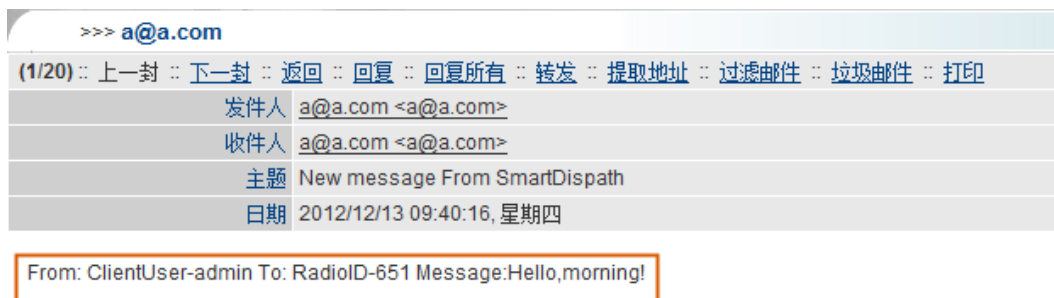 >>> a@a.com
(1/20) :: 上一封 :: 下一封 :: 返回 :: 回复 :: 回复所有 :: 转发 :: 提取地址 :: 过滤邮件 :: 垃圾邮件 :: 打印
发件人 a@a.com <a@a.com>
收件人 a@a.com <a@a.com>
主题 New message From SmartDispath
日期 2012/12/13 09:40:16, 星期四
From: ClientUser-admin To: RadioID-651 Message:Hello,morning!